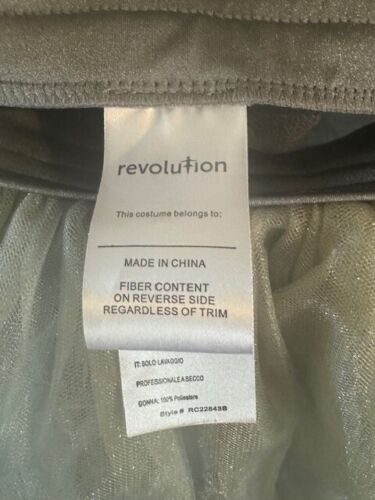 revolution
This costume belongs to:
MADE IN CHINA
FIBER CONTENT
ON REVERSE SIDE
REGARDLESS OF TRIM
IT: SOLO LAVAGGIO
PROFESSIONALE A SECCO
GONNA: 100% Poliestere
Style # RC22843B